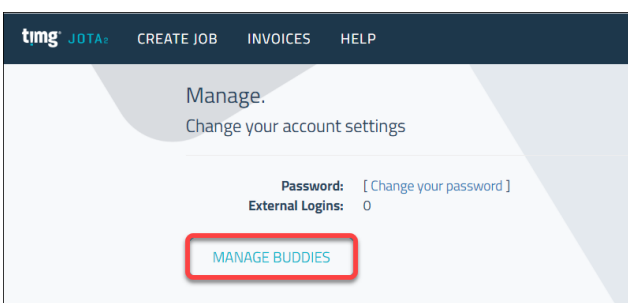 timg JOTA2 CREATE JOB INVOICES HELP
Manage.
Change your account settings
Password: [ Change your password ]
External Logins: 0
MANAGE BUDDIES